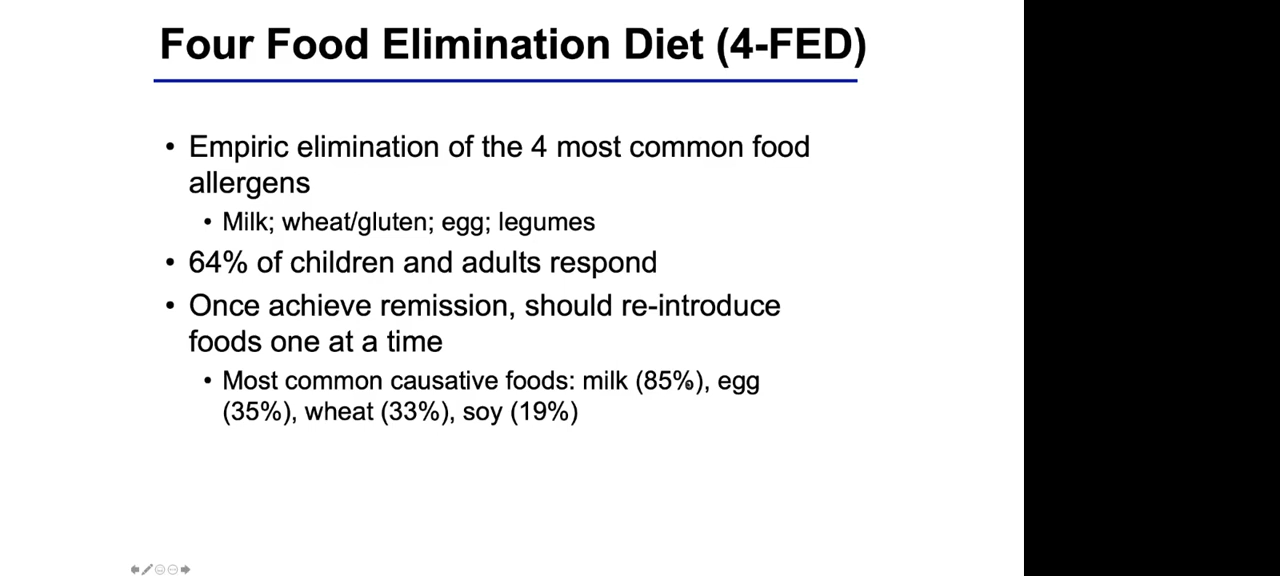 Four Food Elimination Diet (4-FED)
• Empiric elimination of the 4 most common food
allergens
• Milk; wheat/gluten; egg; legumes
• 64% of children and adults respond
• Once achieve remission, should re-introduce
foods one at a time
• Most common causative foods: milk (85%), egg
(35%), wheat (33%), soy (19%)